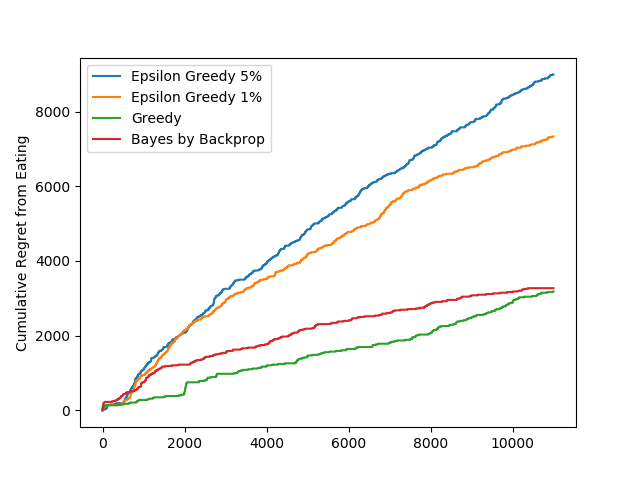 Epsilon Greedy 5%
Epsilon Greedy 1%
Greedy
Bayes by Backprop
Cumulative Regret from Eating
8000
6000
4000
2000
0
0 2000 4000 6000 8000 10000